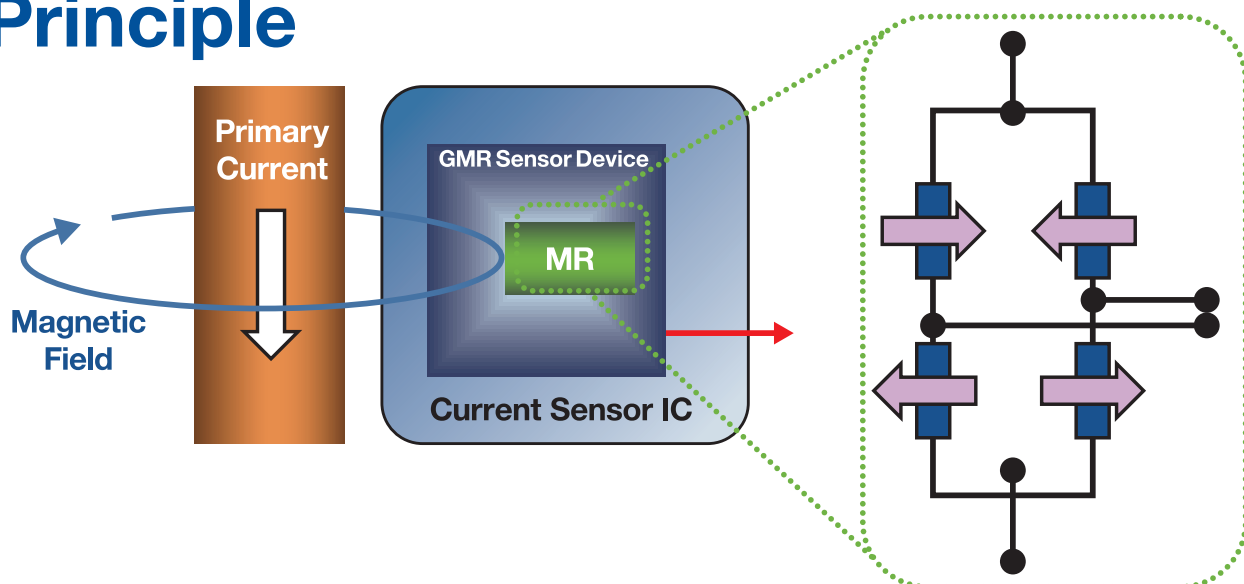 Principle
Primary
Current
GMR Sensor Device
MR
Magnetic
Field
Current Sensor IC